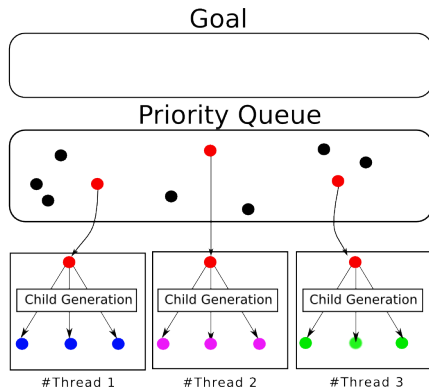 Goal
Priority Queue
Child Generation
Child Generation
Child Generation
#Thread 1
#Thread 2
#Thread 3